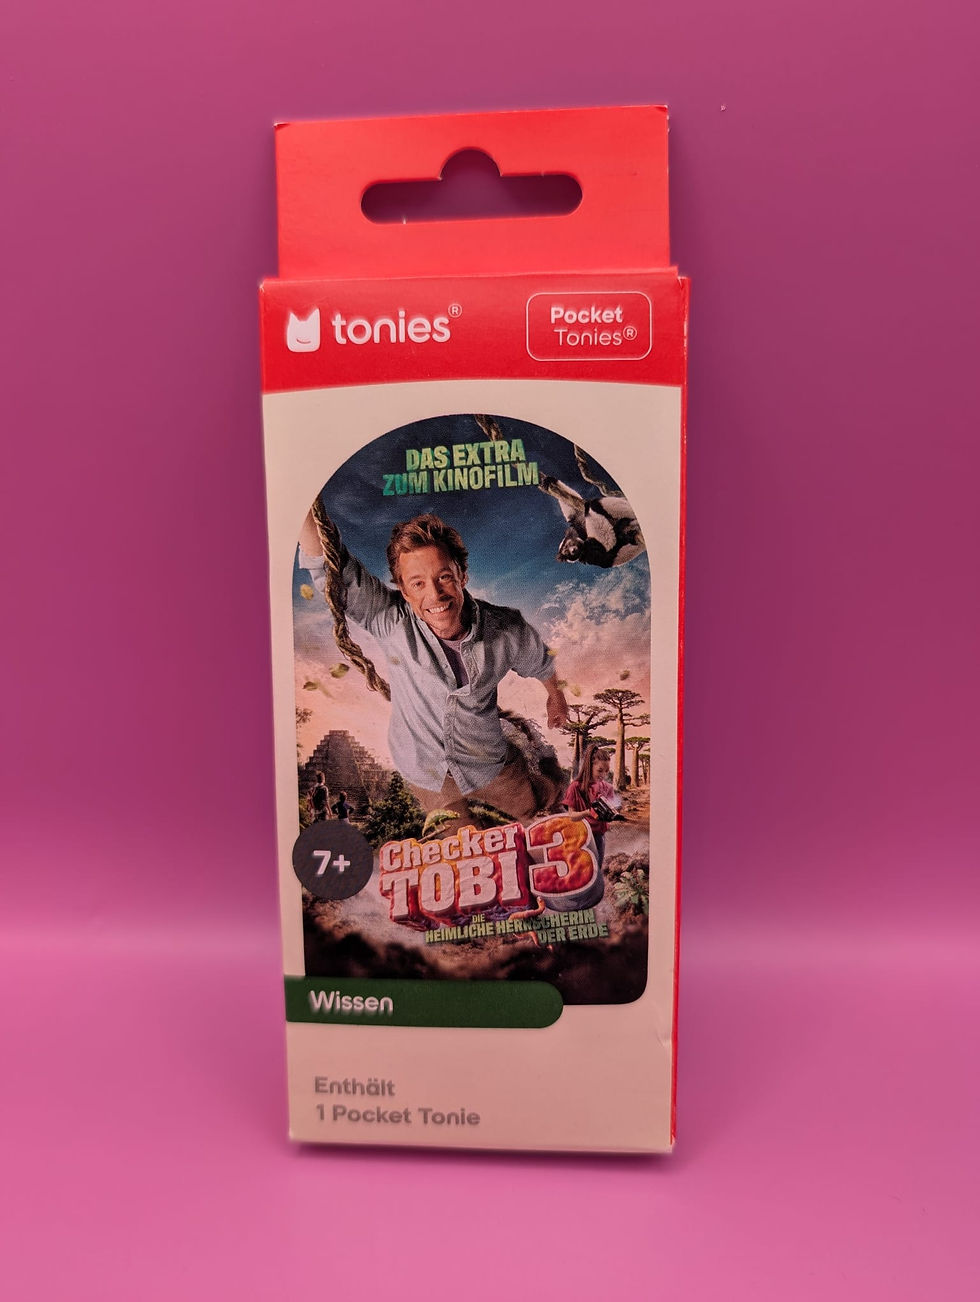 tonies®
Pocket
Tonies®
DAS EXTRA
ZUM KINOFILM
7+
Checker
TOBI 3
DIE
HEIMLICHE HERRSCHERIN
DER ERDE
Wissen
Enthält
1 Pocket Tonie